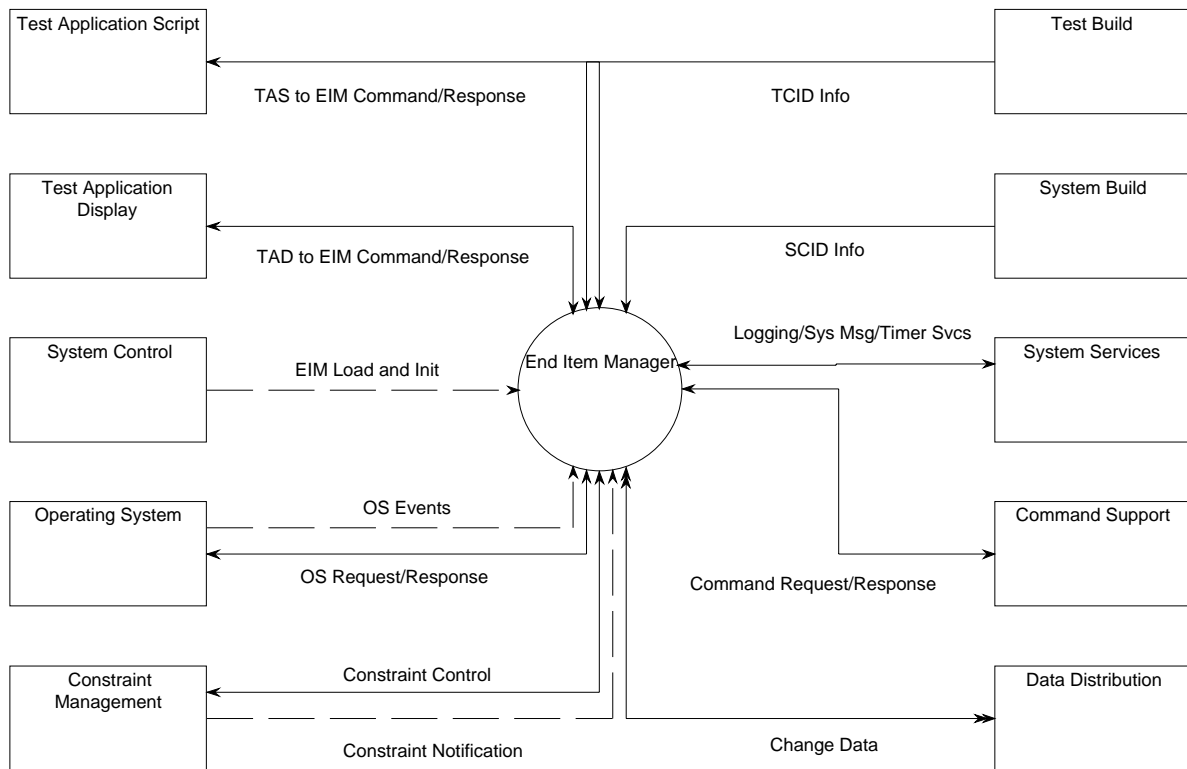 Test Application Script
Test Build
TAS to EIM Command/Response
TCID Info
Test Application
Display
System Build
TAD to EIM Command/Response
SCID Info
System Control
EIM Load and Init
End Item Manager
Logging/Sys Msg/Timer Svcs
System Services
Operating System
OS Events
OS Request/Response
Command Support
Command Request/Response
Constraint
Management
Constraint Control
Constraint Notification
Data Distribution
Change Data